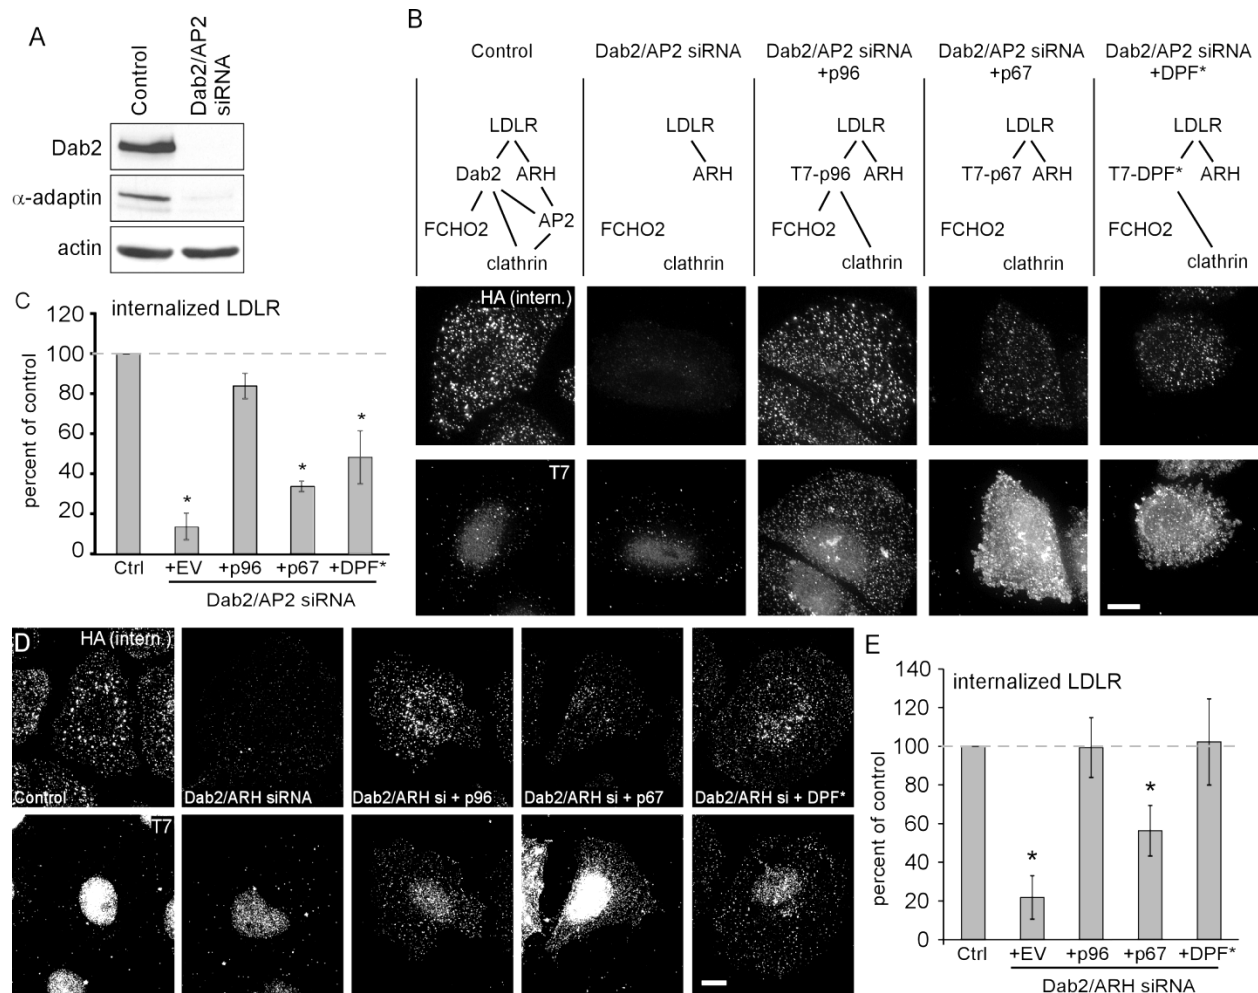 A
Control
Dab2/AP2
siRNA
Dab2
α-adaptin
actin
B
Control
Dab2/AP2 siRNA
Dab2/AP2 siRNA
+p96
Dab2/AP2 siRNA
+p67
Dab2/AP2 siRNA
+DPF*
LDLR
Dab2 ARH
AP2
FCHO2
clathrin
LDLR
ARH
FCHO2
clathrin
LDLR
T7-p96 ARH
FCHO2
clathrin
LDLR
T7-p67 ARH
FCHO2
clathrin
LDLR
T7-DPF* ARH
FCHO2
clathrin
HA (intern.)
T7
C
internalized LDLR
percent of control
120
100
80
60
40
20
0
* * *
Ctrl +EV +p96 +p67 +DPF*
Dab2/AP2 siRNA
D
HA (intern.)
Control
Dab2/ARH siRNA
Dab2/ARH si + p96
Dab2/ARH si + p67
Dab2/ARH si + DPF*
T7
E
internalized LDLR
percent of control
140
120
100
80
60
40
20
0
* *
Ctrl +EV +p96 +p67 +DPF*
Dab2/ARH siRNA